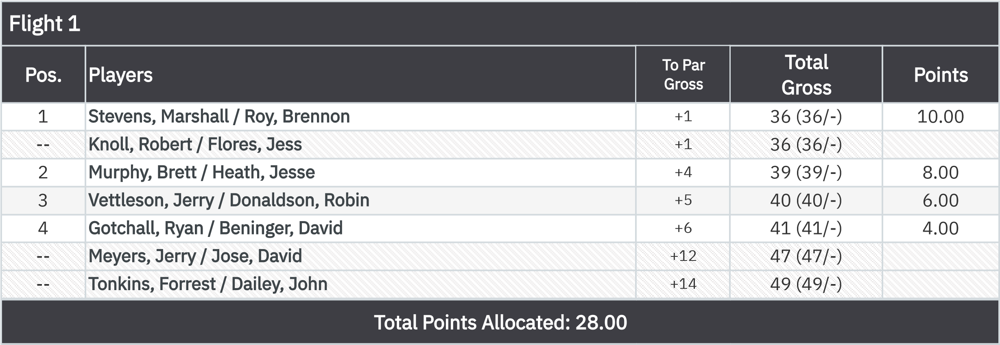 Flight 1
Pos. Players To Par Gross Total Gross Points
1 Stevens, Marshall / Roy, Brennon +1 36 (36/-) 10.00
-- Knoll, Robert / Flores, Jess +1 36 (36/-)
2 Murphy, Brett / Heath, Jesse +4 39 (39/-) 8.00
3 Vettleson, Jerry / Donaldson, Robin +5 40 (40/-) 6.00
4 Gotchall, Ryan / Beninger, David +6 41 (41/-) 4.00
-- Meyers, Jerry / Jose, David +12 47 (47/-)
-- Tonkins, Forrest / Dailey, John +14 49 (49/-)
Total Points Allocated: 28.00